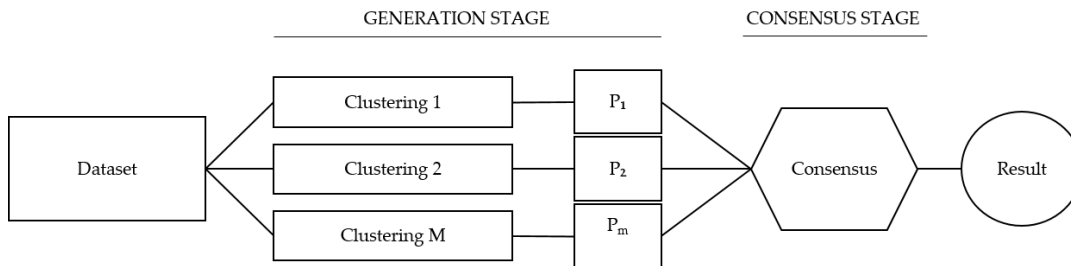 GENERATION STAGE
CONSENSUS STAGE
Clustering 1
P₁
Dataset
Clustering 2
P₂
Consensus
Result
Clustering M
Pₘ